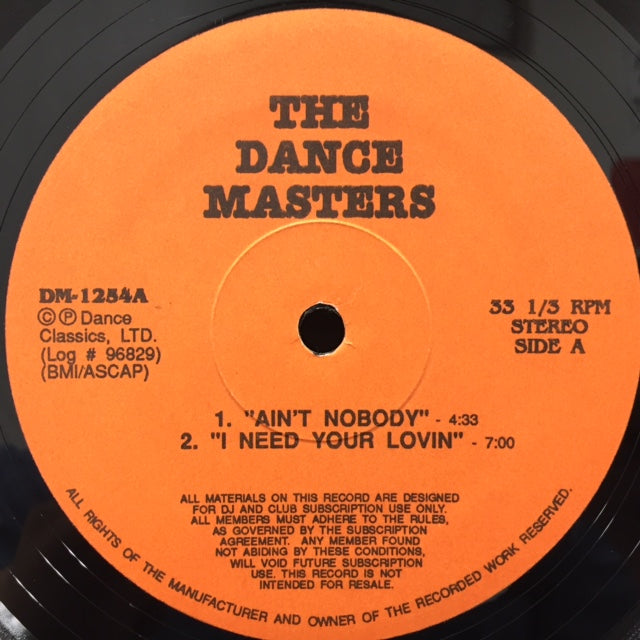 THE
DANCE
MASTERS
DM-1254A
© ℗ Dance
Classics, LTD.
(Log # 96829)
(BMI/ASCAP)
33 1/3 RPM
STEREO
SIDE A
1. "AIN'T NOBODY" - 4:33
2. "I NEED YOUR LOVIN" - 7:00
ALL MATERIALS ON THIS RECORD ARE DESIGNED
FOR DJ AND CLUB SUBSCRIPTION USE ONLY.
ALL MEMBERS MUST ADHERE TO THE RULES,
AS GOVERNED BY THE SUBSCRIPTION
AGREEMENT. ANY MEMBER FOUND
NOT ABIDING BY THESE CONDITIONS,
WILL VOID FUTURE SUBSCRIPTION
USE. THIS RECORD IS NOT
INTENDED FOR RESALE.
ALL RIGHTS OF THE MANUFACTURER AND OWNER OF THE RECORDED WORK RESERVED.